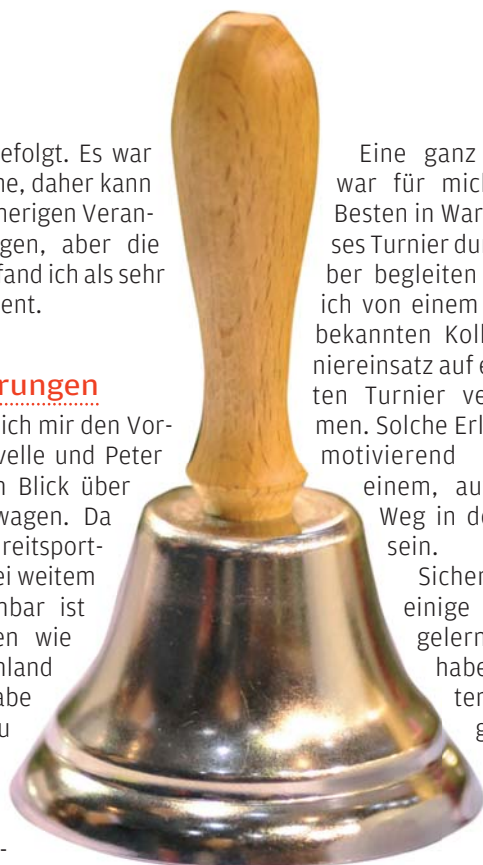 efolgt. Es war
ne, daher kann
herigen Veran-
gen, aber die
fand ich als sehr
ent.
rungen
ich mir den Vor-
velle und Peter
n Blick über
wagen. Da
reitsport-
ei weitem
nbar ist
en wie
nland
abe
u
-
Eine ganz
war für mich
Besten in War
ses Turnier dur
ber begleiten
ich von einem
bekannten Koll
niereinsatz auf e
ten Turnier ve
men. Solche Erl
motivierend
einem, au
Weg in de
sein.
Sicher
einige
gelern
habe
ten
g